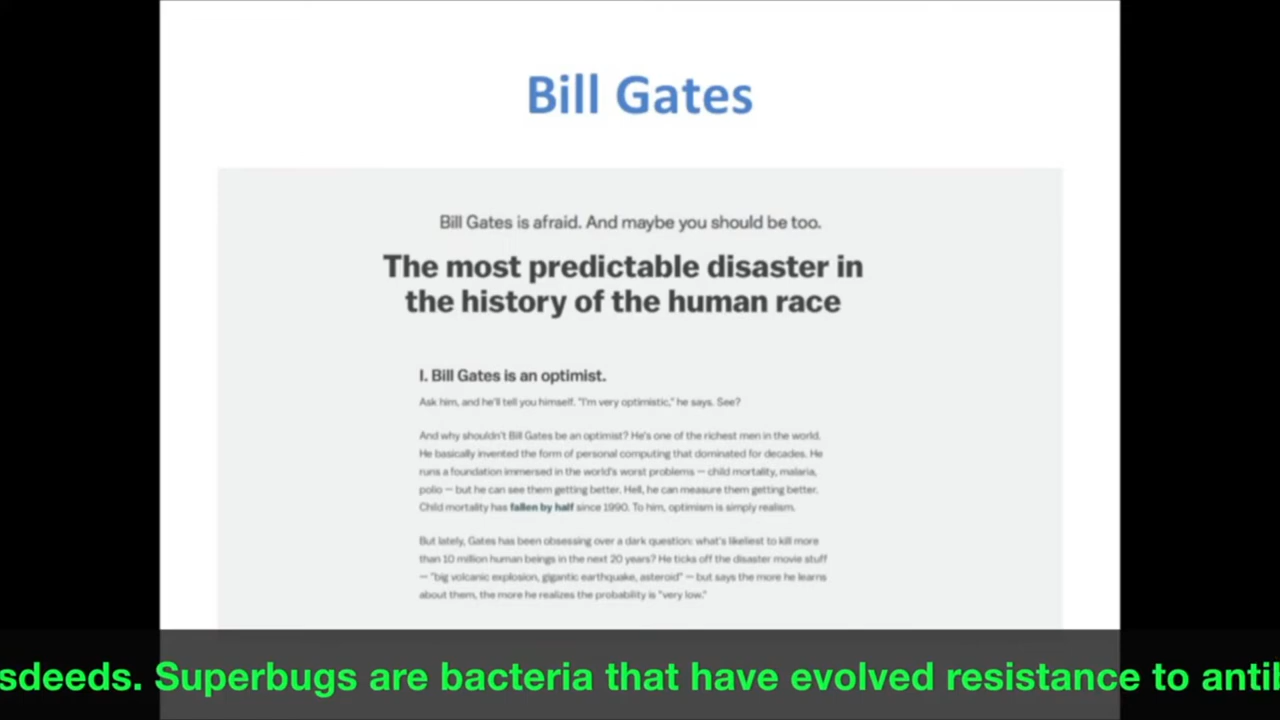 Bill Gates
Bill Gates is afraid. And maybe you should be too.
The most predictable disaster in
the history of the human race
I. Bill Gates is an optimist.
Ask him, and he'll tell you himself. "I'm very optimistic," he says. See?
And why shouldn't Bill Gates be an optimist? He's one of the richest men in the world.
He basically invented the form of personal computing that dominated for decades. He
runs a foundation immersed in the world's worst problems — child mortality, malaria,
polio — but he can see them getting better. Hell, he can measure them getting better.
Child mortality has fallen by half since 1990. To him, optimism is simply realism.
But lately, Gates has been obsessing over a dark question: what's likeliest to kill more
than 10 million human beings in the next 20 years? He ticks off the disaster movie stuff
— "big volcanic explosion, gigantic earthquake, asteroid" — but says the more he learns
about them, the more he realizes the probability is "very low."
sdeeds. Superbugs are bacteria that have evolved resistance to antib